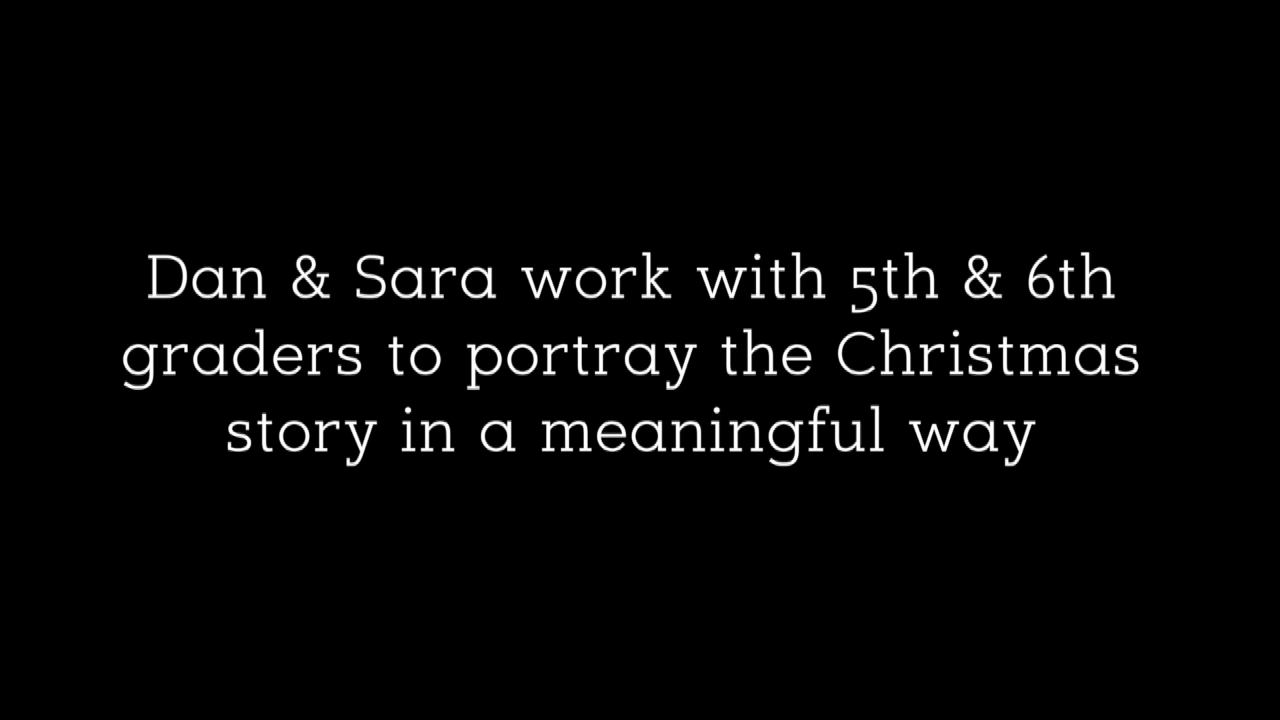 Dan & Sara work with 5th & 6th
graders to portray the Christmas
story in a meaningful way